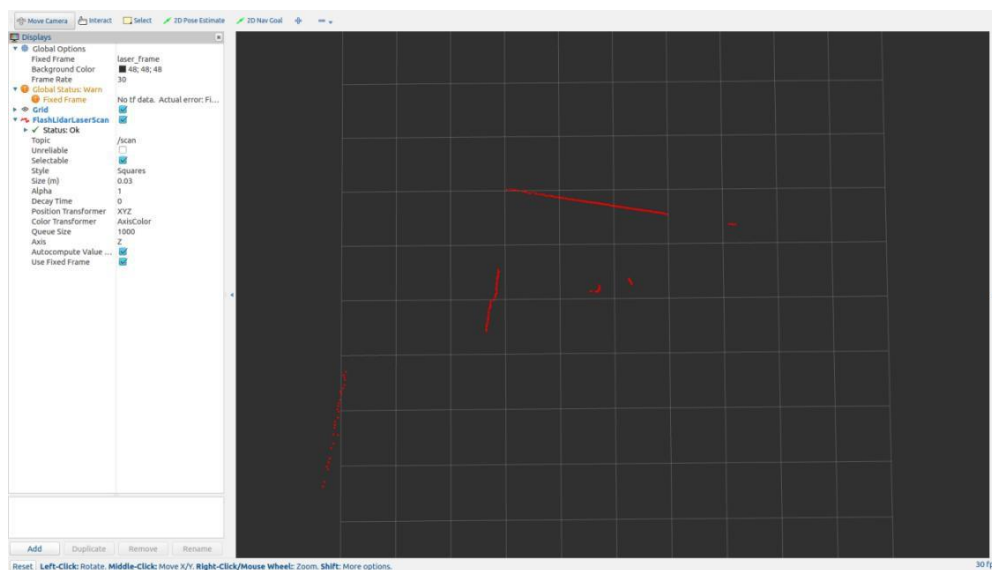 Move Camera Interact Select 2D Pose Estimate 2D Nav Goal
Displays
Global Options
Fixed Frame laser_frame
Background Color 48; 48; 48
Frame Rate 30
Global Status: Warn
Fixed Frame No tf data. Actual error: Fi...
Grid
FlashLidarLaserScan
Status: Ok
Topic /scan
Unreliable
Selectable
Style Squares
Size (m) 0.03
Alpha 1
Decay Time 0
Position Transformer XYZ
Color Transformer AxisColor
Queue Size 1000
Axis Z
Autocompute Value ...
Use Fixed Frame
Add Duplicate Remove Rename
Reset Left-Click: Rotate. Middle-Click: Move X/Y. Right-Click/Mouse Wheel: Zoom. Shift: More options. 30 fp